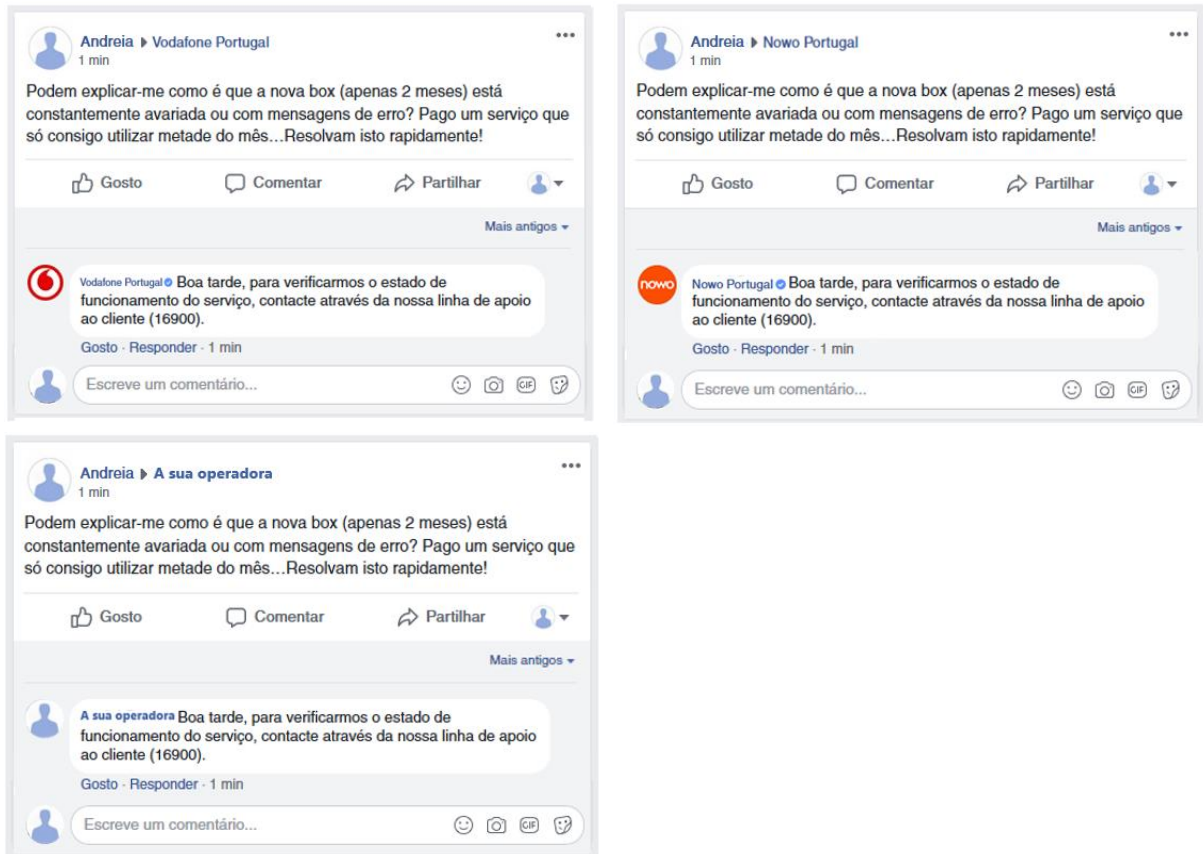 Andreia ▸ Vodafone Portugal
1 min
Podem explicar-me como é que a nova box (apenas 2 meses) está
constantemente avariada ou com mensagens de erro? Pago um serviço que
só consigo utilizar metade do mês...Resolvam isto rapidamente!
Gosto Comentar Partilhar
Mais antigos
Vodafone Portugal Boa tarde, para verificarmos o estado de
funcionamento do serviço, contacte através da nossa linha de apoio
ao cliente (16900).
Gosto · Responder · 1 min
Escreve um comentário...
GIF
Andreia ▸ Nowo Portugal
1 min
Podem explicar-me como é que a nova box (apenas 2 meses) está
constantemente avariada ou com mensagens de erro? Pago um serviço que
só consigo utilizar metade do mês...Resolvam isto rapidamente!
Gosto Comentar Partilhar
Mais antigos
nowo
Nowo Portugal Boa tarde, para verificarmos o estado de
funcionamento do serviço, contacte através da nossa linha de apoio
ao cliente (16900).
Gosto · Responder · 1 min
Escreve um comentário...
GIF
Andreia ▸ A sua operadora
1 min
Podem explicar-me como é que a nova box (apenas 2 meses) está
constantemente avariada ou com mensagens de erro? Pago um serviço que
só consigo utilizar metade do mês...Resolvam isto rapidamente!
Gosto Comentar Partilhar
Mais antigos
A sua operadora Boa tarde, para verificarmos o estado de
funcionamento do serviço, contacte através da nossa linha de apoio
ao cliente (16900).
Gosto · Responder · 1 min
Escreve um comentário...
GIF